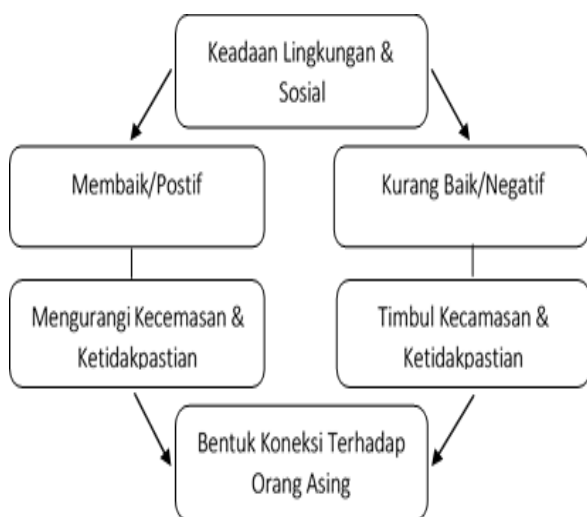 Keadaan Lingkungan &
Sosial
Membaik/Postif
Kurang Baik/Negatif
Mengurangi Kecemasan &
Ketidakpastian
Timbul Kecamasan &
Ketidakpastian
Bentuk Koneksi Terhadap
Orang Asing